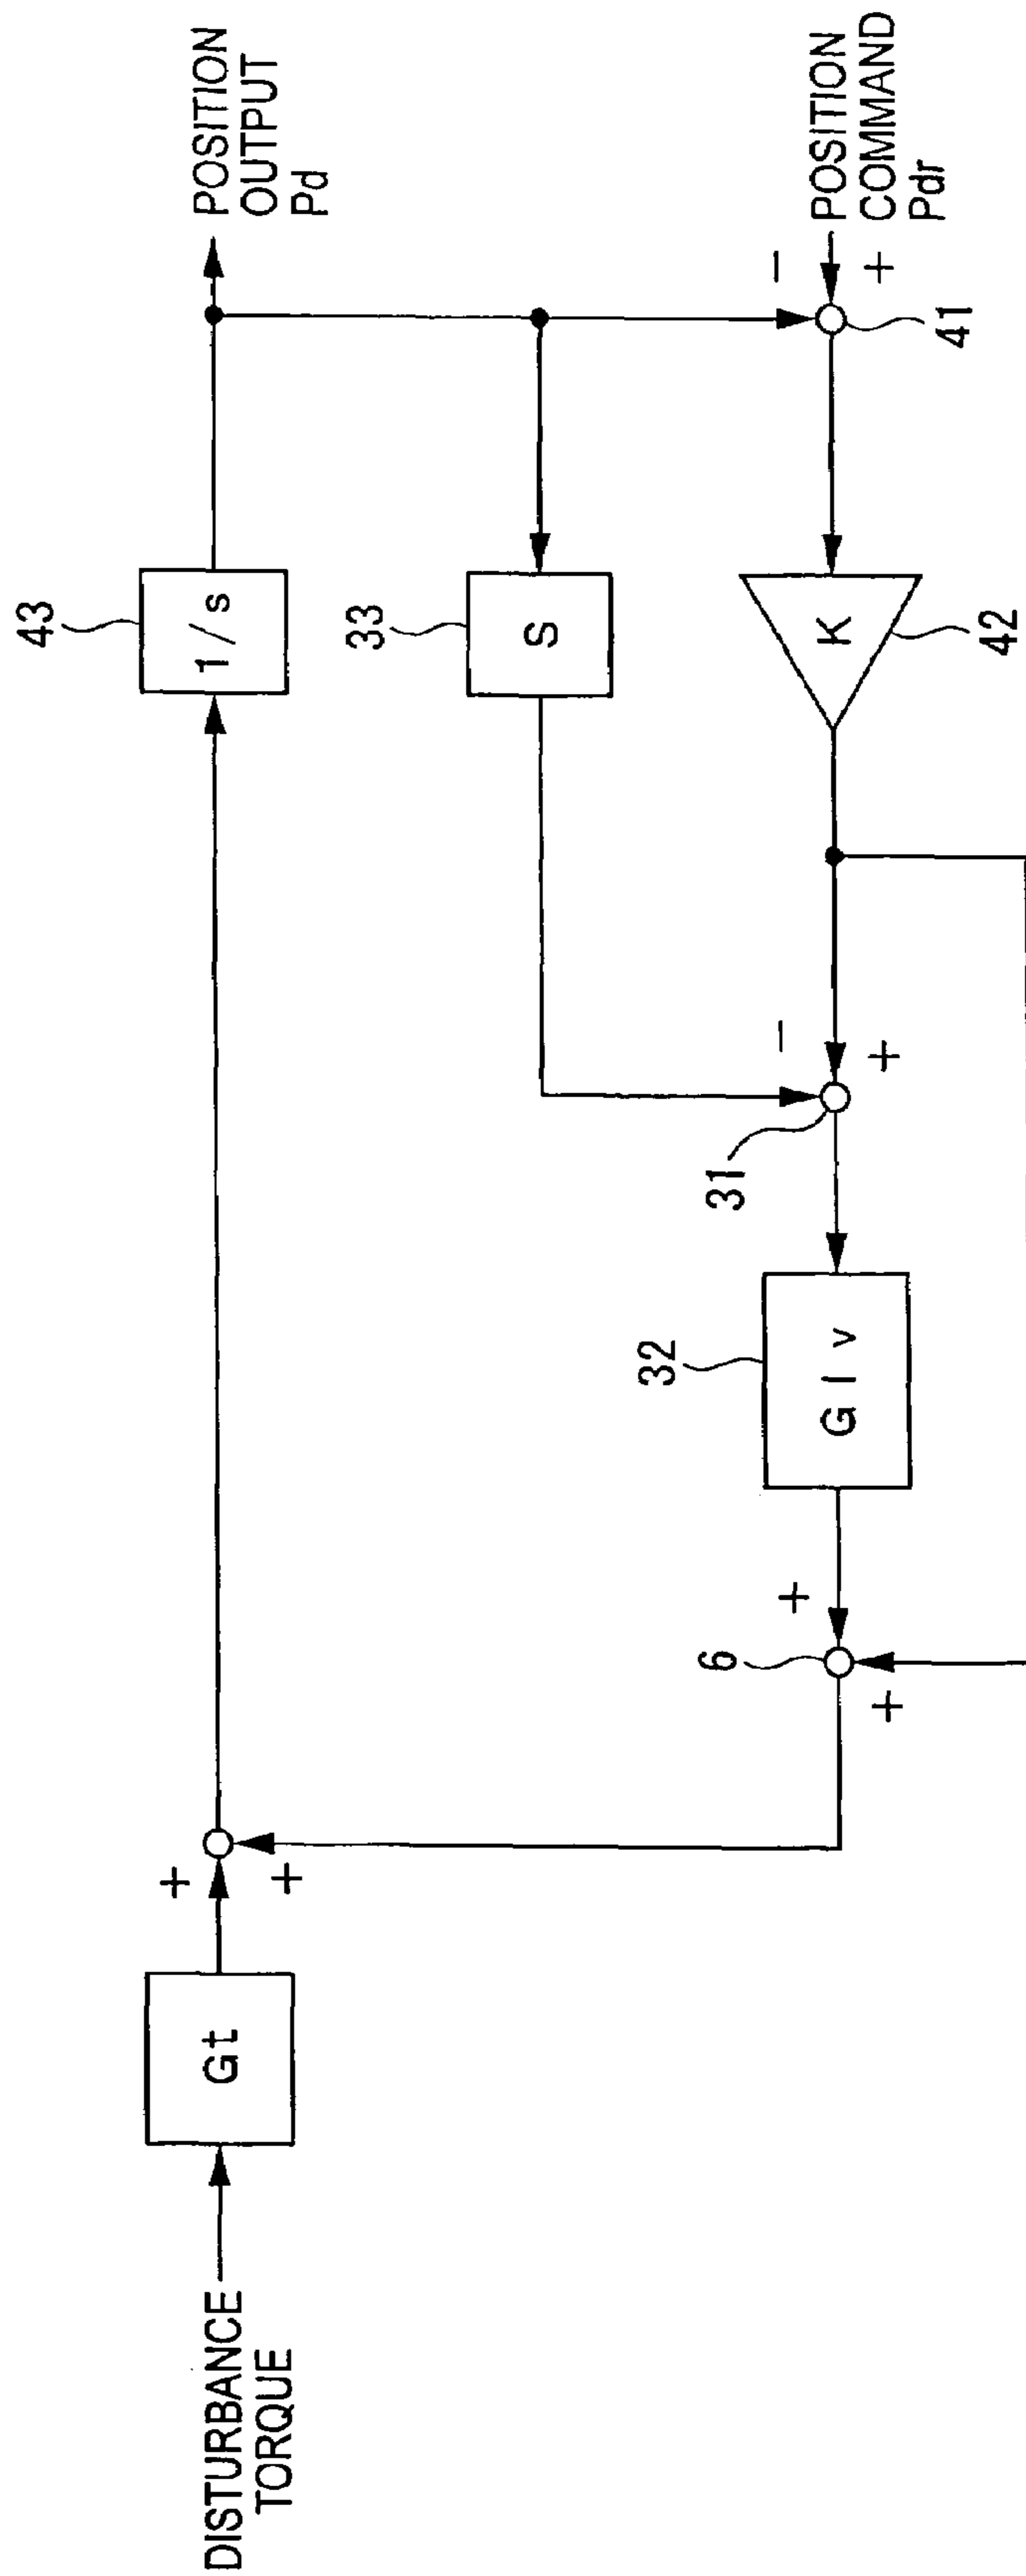 DISTURBANCE
TORQUE
Gt
+
+
43
1/s
POSITION
OUTPUT
Pd
33
S
6
+
+
32
G l v
31
−
+
42
K
41
−
+
POSITION
COMMAND
Pdr